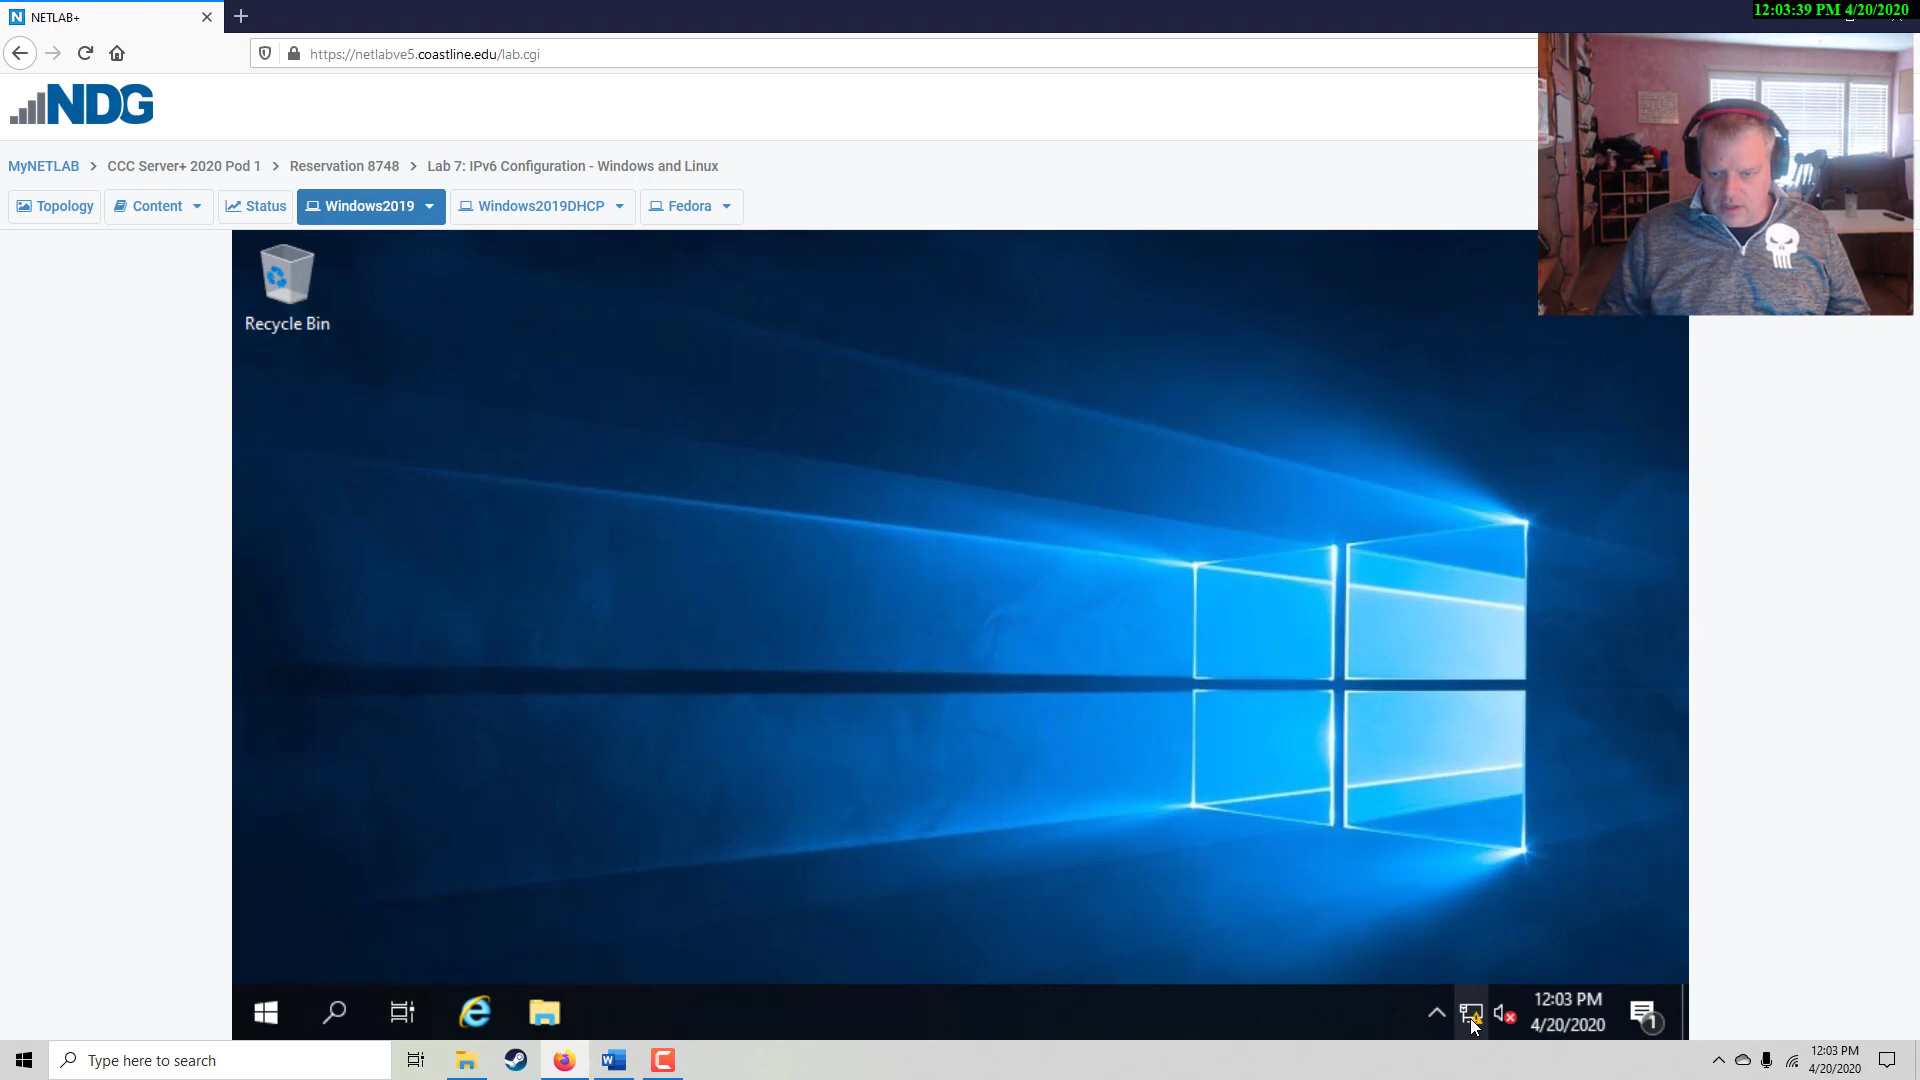 NETLAB+
12:03:39 PM 4/20/2020
https://netlabve5.coastline.edu/lab.cgi
NDG
MyNETLAB > CCC Server+ 2020 Pod 1 > Reservation 8748 > Lab 7: IPv6 Configuration - Windows and Linux
Topology Content Status Windows2019 Windows2019DHCP Fedora
Recycle Bin
12:03 PM
4/20/2020
1
Type here to search
12:03 PM
4/20/2020